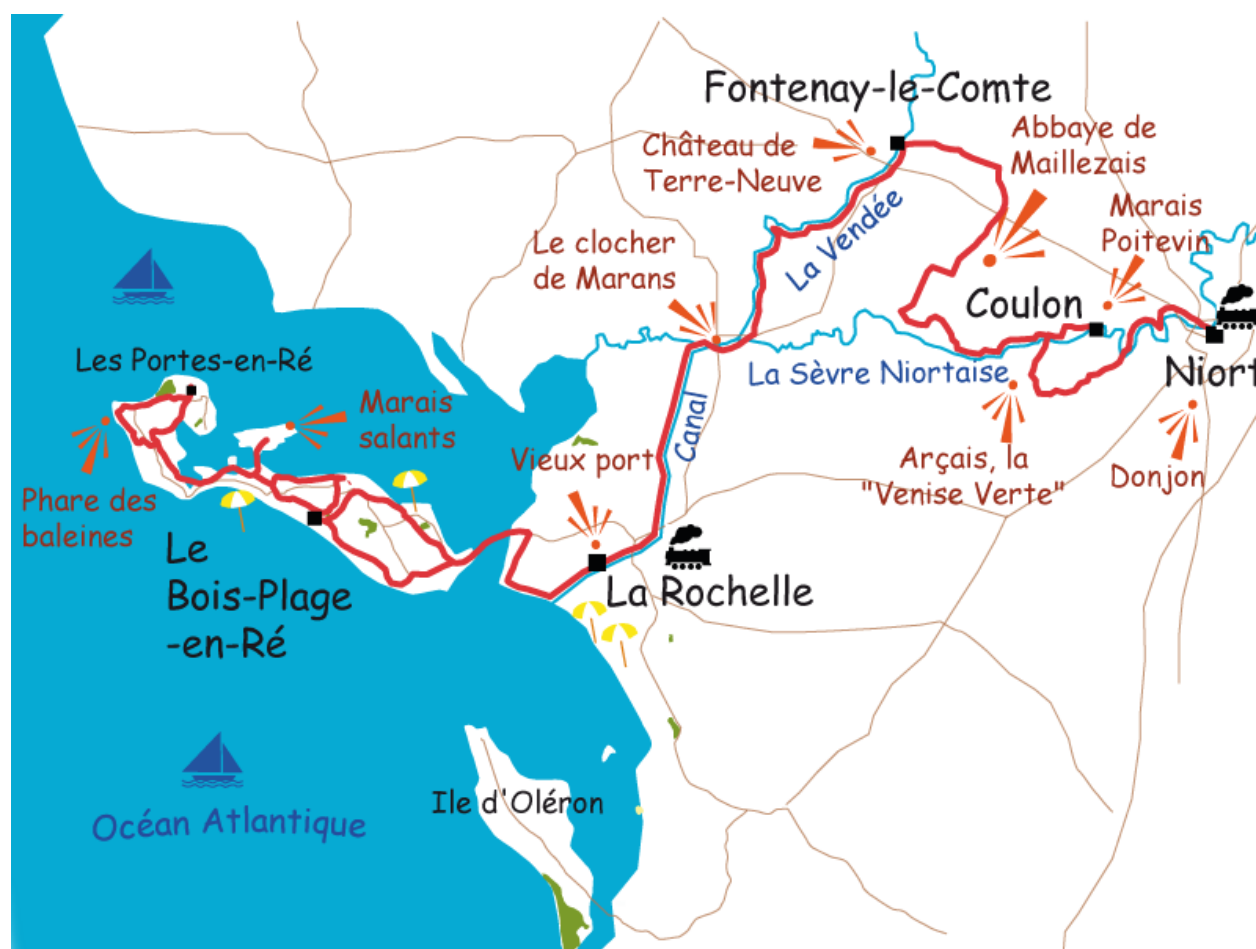 Fontenay-le-Comte
Château de
Terre-Neuve
Abbaye de
Maillezais
Marais
Poitevin
Le clocher
de Marans
La Vendée
Coulon
Niort
La Sèvre Niortaise
Les Portes-en-Ré
Marais
salants
Canal
Vieux port
Arçais, la
"Venise Verte"
Donjon
Phare des
baleines
Le
Bois-Plage
-en-Ré
La Rochelle
Ile d'Oléron
Océan Atlantique